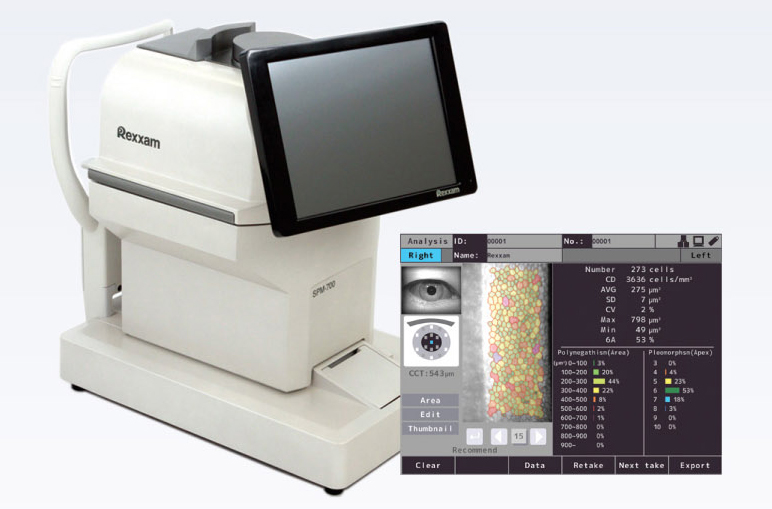 Rexxam
Rexxam
SPM-700
Analysis ID: 00001 No.: 00001
Right Name: Rexxam Left
Number 273 cells
CD 3636 cells/mm²
AVG 275 μm²
SD 7 μm²
CV 2 %
Max 798 μm²
Min 49 μm²
6A 53 %
CCT:543μm
Polymegathism(Area) Pleomorphsm(Apex)
(μm²)0-100 3% 3 0%
100-200 20% 4 4%
200-300 44% 5 23%
300-400 22% 6 53%
400-500 8% 7 18%
500-600 2% 8 3%
600-700 1% 9 0%
700-800 0% 10 0%
800-900 0%
900- 0%
Area
Edit
Thumbnail
15
Recommend
Clear Data Retake Next take Export